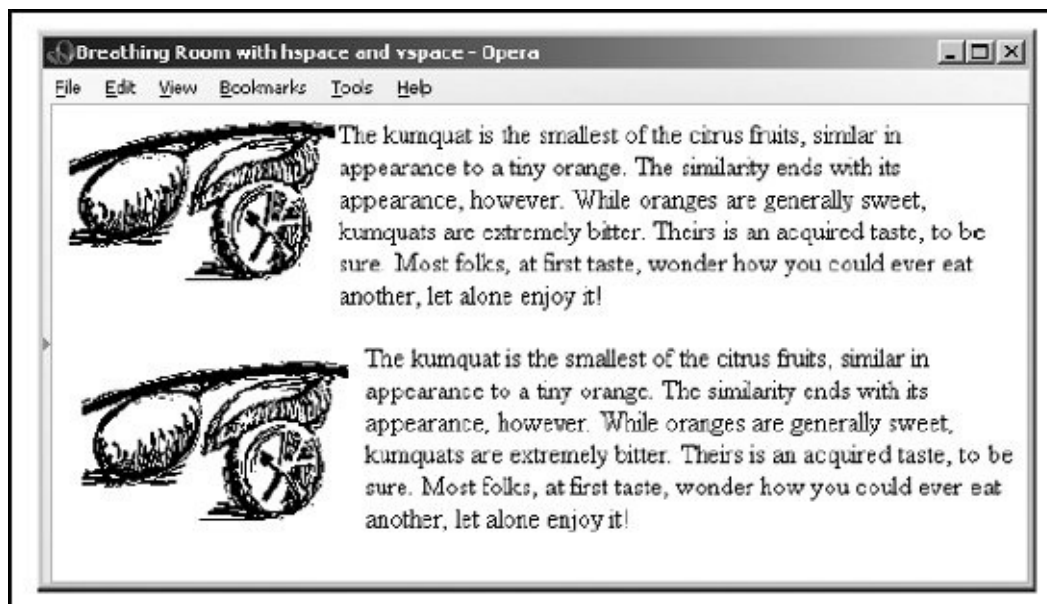 Breathing Room with hspace and vspace - Opera
File Edit View Bookmarks Tools Help
The kumquat is the smallest of the citrus fruits, similar in
appearance to a tiny orange. The similarity ends with its
appearance, however. While oranges are generally sweet,
kumquats are extremely bitter. Theirs is an acquired taste, to be
sure. Most folks, at first taste, wonder how you could ever eat
another, let alone enjoy it!
The kumquat is the smallest of the citrus fruits, similar in
appearance to a tiny orange. The similarity ends with its
appearance, however. While oranges are generally sweet,
kumquats are extremely bitter. Theirs is an acquired taste, to be
sure. Most folks, at first taste, wonder how you could ever eat
another, let alone enjoy it!